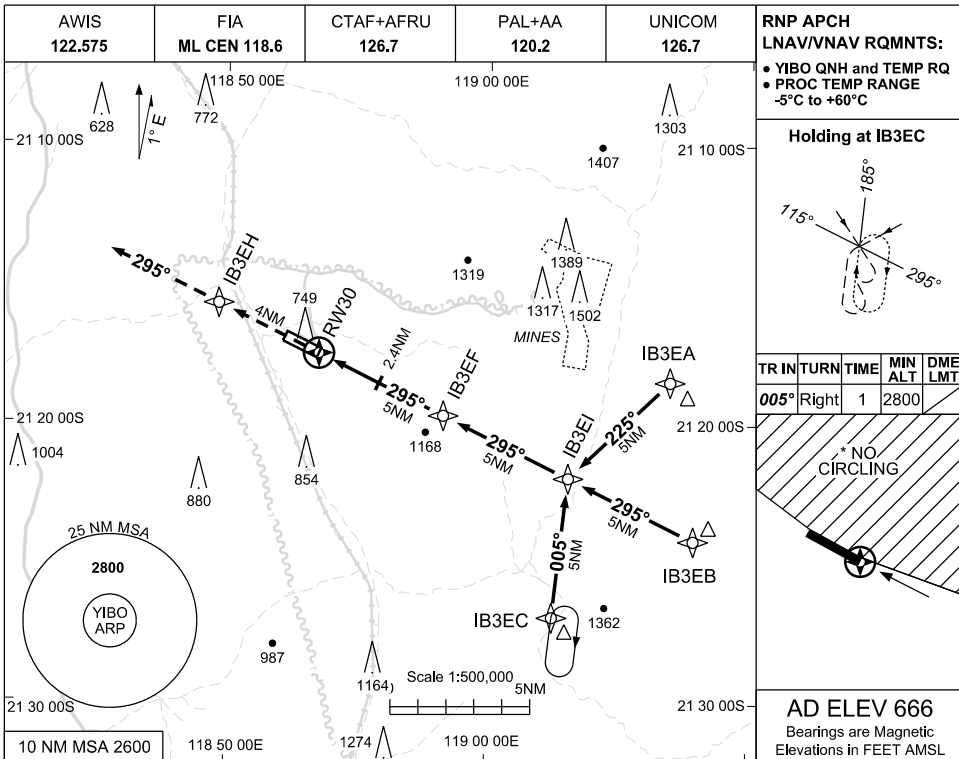 AWIS
122.575
FIA
ML CEN 118.6
CTAF+AFRU
126.7
PAL+AA
120.2
UNICOM
126.7
RNP APCH
LNAV/VNAV RQMNTS:
• YIBO QNH and TEMP RQ
• PROC TEMP RANGE
-5°C to +60°C
118 50 00E
119 00 00E
628
1° E
772
1303
21 10 00S
21 10 00S
1407
Holding at IB3EC
185°
115°
295°
295°
IB3EH
4NM
749
RW30
1319
1389
1317
1502
MINES
2.4NM
295°
5NM
IB3EF
IB3EA
225°
5NM
TR IN
TURN
TIME
MIN ALT
DME LMT
005°
Right
1
2800
21 20 00S
21 20 00S
1004
880
854
1168
295°
5NM
IB3EI
295°
5NM
IB3EB
* NO
CIRCLING
25 NM MSA
2800
YIBO
ARP
005°
5NM
IB3EC
1362
987
1164)
Scale 1:500,000
5NM
21 30 00S
21 30 00S
10 NM MSA 2600
118 50 00E
1274
119 00 00E
AD ELEV 666
Bearings are Magnetic
Elevations in FEET AMSL